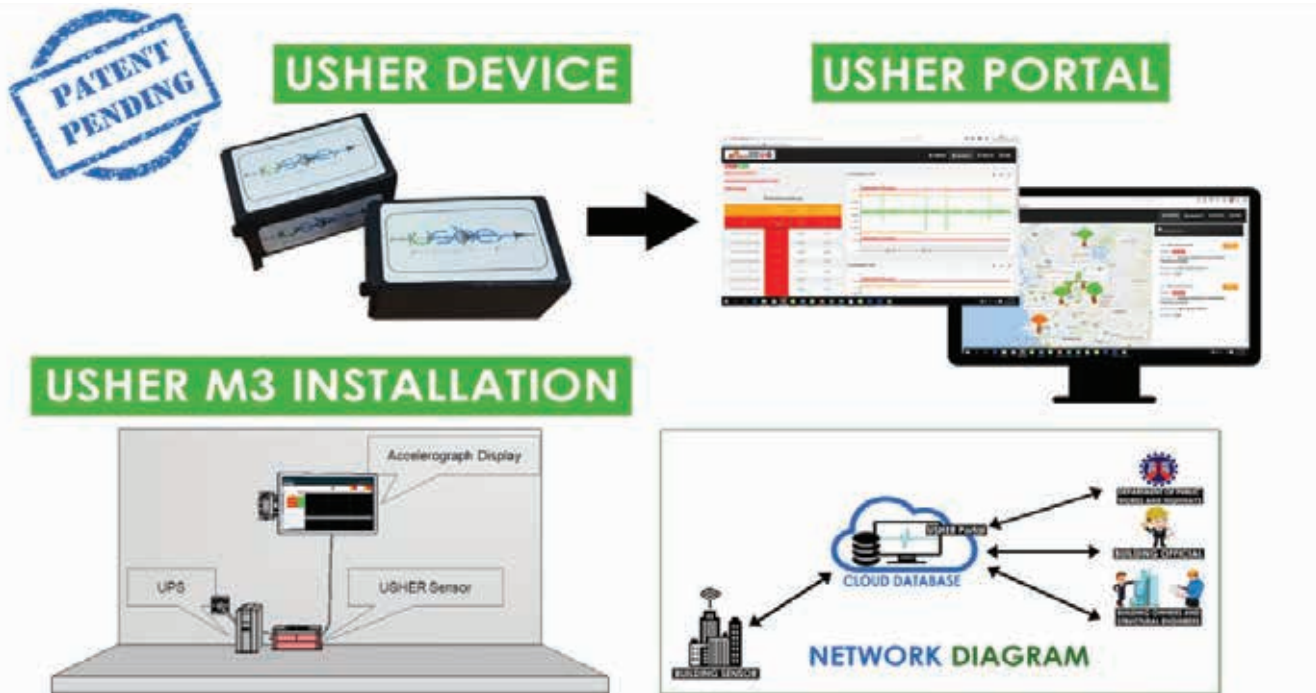 PATENT
PENDING
USHER DEVICE
USHER PORTAL
USHER M3 INSTALLATION
Accelerograph Display
UPS
USHER Sensor
USHER Portal
CLOUD DATABASE
DEPARTMENT OF PUBLIC
WORKS AND HIGHWAYS
BUILDING OFFICIAL
BUILDING OWNERS AND
STRUCTURAL ENGINEERS
BUILDING SENSOR
NETWORK DIAGRAM